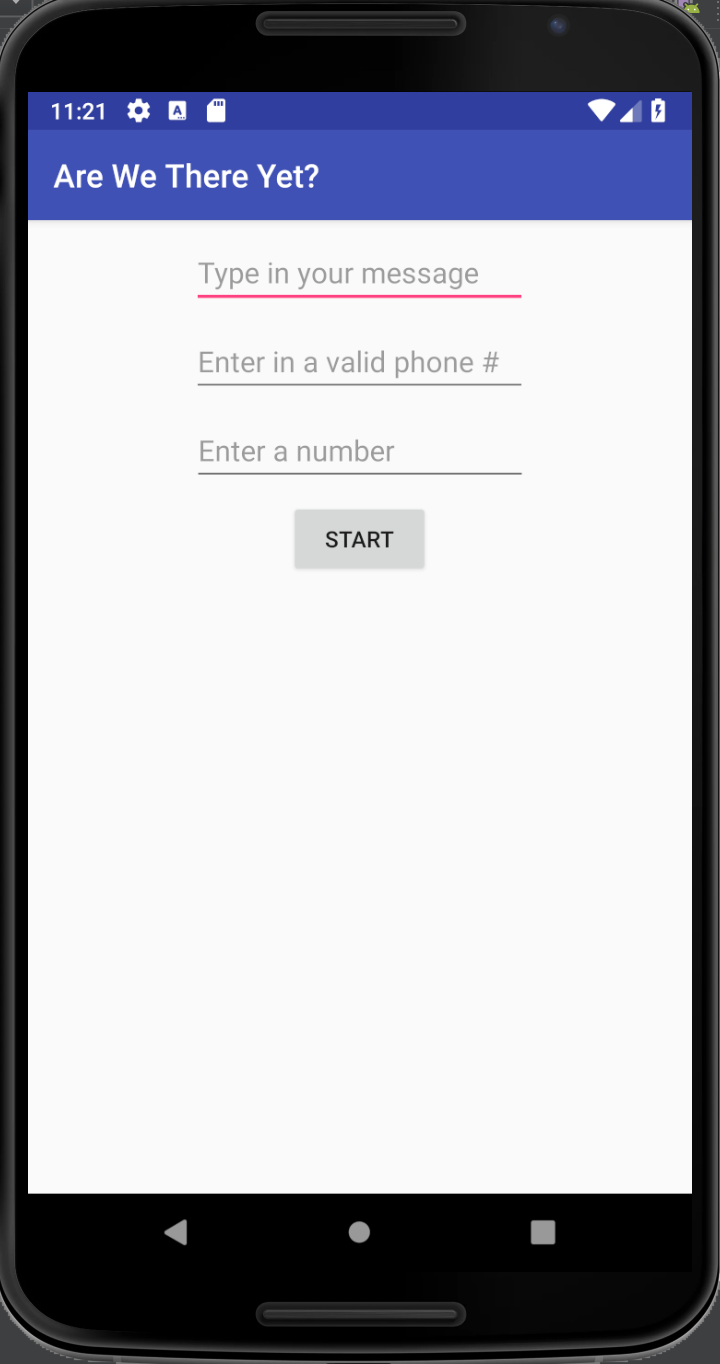 11:21
Are We There Yet?
Type in your message
Enter in a valid phone #
Enter a number
START